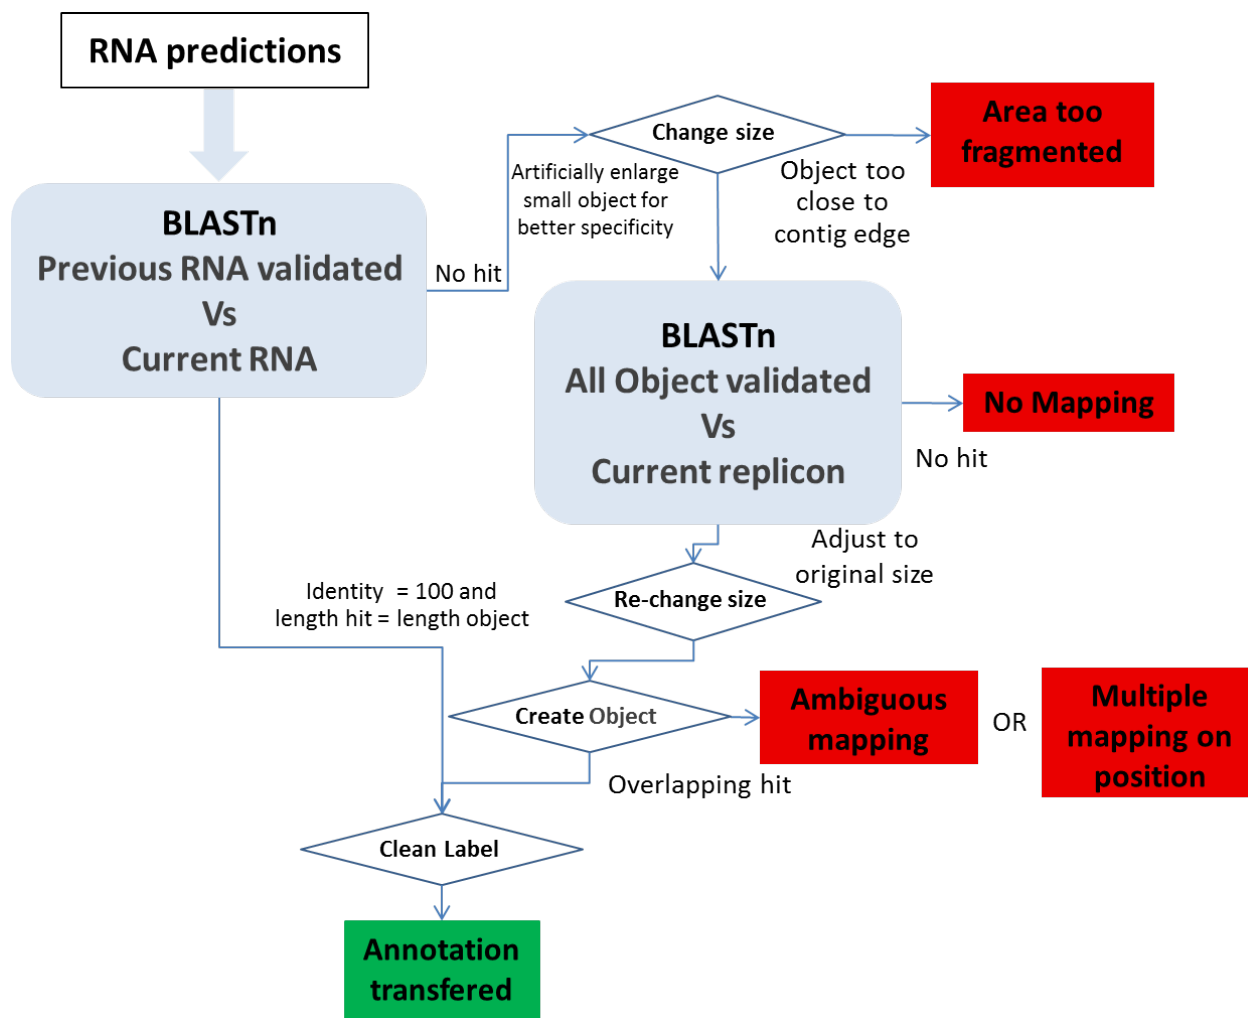 RNA predictions
Change size
Area too
fragmented
Artificially enlarge
small object for
better specificity
Object too
close to
contig edge
BLASTn
Previous RNA validated
Vs
Current RNA
No hit
BLASTn
All Object validated
Vs
Current replicon
No Mapping
No hit
Adjust to
original size
Identity = 100 and
length hit = length object
Re-change size
Create Object
Ambiguous
mapping
OR
Multiple
mapping on
position
Overlapping hit
Clean Label
Annotation
transfered